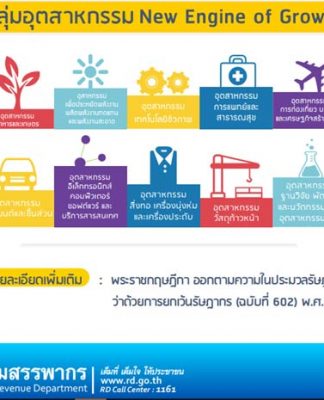 ลุ่มอุตสาหกรรม New Engine of Grow
อุตสาหกรรม
าหารและเกษตร
อุตสาหกรรม
เพื่อประหยัดพลังงาน
ผลิตพลังงานทดแทน
และพลังงานสะอาด
อุตสาหกรรม
เทคโนโลยีชีวภาพ
อุตสาหกรรม
การแพทย์และ
สาธารณสุข
อุตสาหกรรม
การท่องเที่ยว
และเศรษฐกิจสร้าง
ุตสาหกรรม
นต์และชิ้นส่วน
อุตสาหกรรม
อิเล็กทรอนิกส์
คอมพิวเตอร์
ซอฟต์แวร์ และ
บริการสารสนเทศ
อุตสาหกรรม
สิ่งทอ เครื่องนุ่งห่ม
และเครื่องประดับ
อุตสาหกรรม
วัสดุก้าวหน้า
อุตสาหกรรม
ฐานวิจัย พัฒ
และนวัตกรรม
อุตสาหกรรม
ยละเอียดเพิ่มเติม : พระราชกฤษฎีกา ออกตามความในประมวลรัษฎ
ว่าด้วยการยกเว้นรัษฎากร (ฉบับที่ 602) พ.ศ.
มสรรพากร เต็มที่ เต็มใจ ให้ประชาชน
evenue Department www.rd.go.th
RD Call Center : 1161